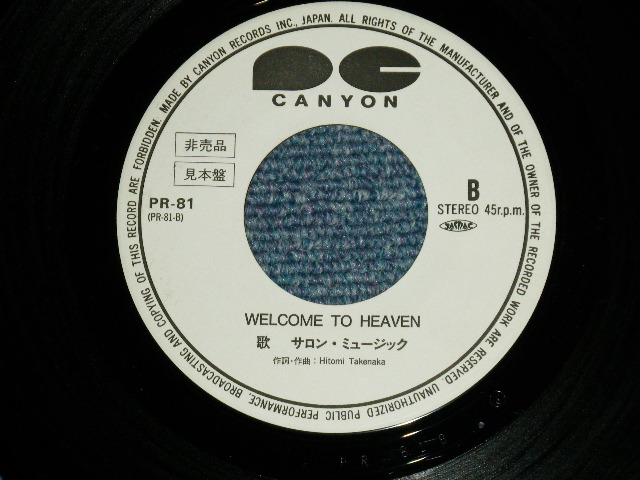 MADE BY CANYON RECORDS INC., JAPAN. ALL RIGHTS OF THE MANUFACTURER AND OF THE OWNER OF THE RECORDED WORK ARE RESERVED. UNAUTHORIZED PUBLIC PERFORMANCE, BROADCASTING AND COPYING OF THIS RECORD ARE FORBIDDEN.
CANYON
非売品
見本盤
PR-81
(PR-81-B)
B
STEREO 45r.p.m.
WELCOME TO HEAVEN
歌 サロン・ミュージック
作詞・作曲：Hitomi Takenaka